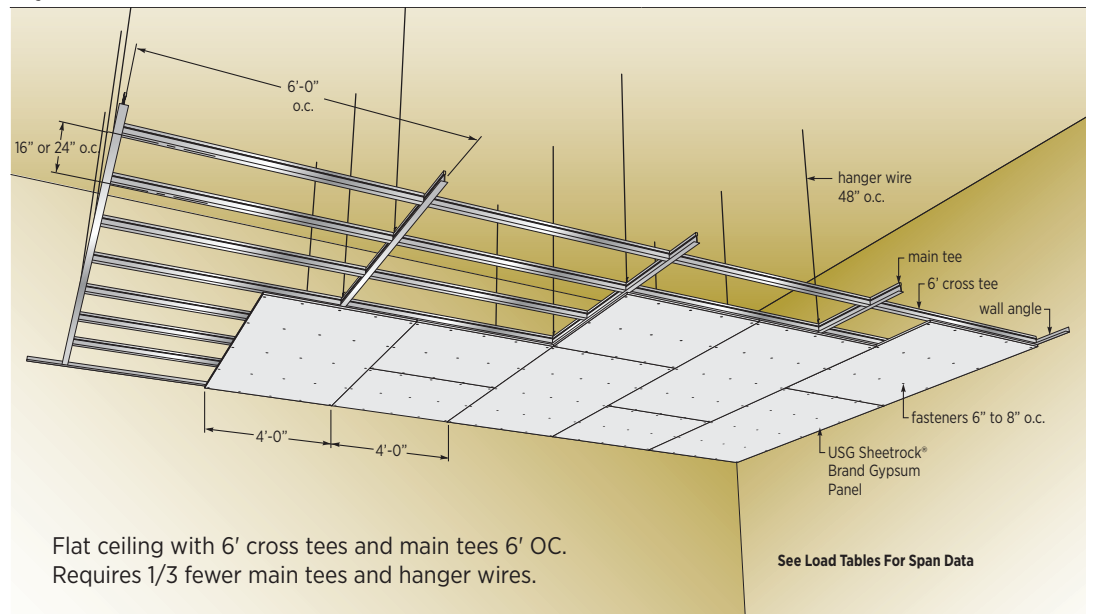 6'-0"
o.c.
16" or 24" o.c.
hanger wire
48" o.c.
main tee
6' cross tee
wall angle
fasteners 6" to 8" o.c.
4'-0"
4'-0"
USG Sheetrock®
Brand Gypsum
Panel
Flat ceiling with 6' cross tees and main tees 6' OC.
Requires 1/3 fewer main tees and hanger wires.
See Load Tables For Span Data